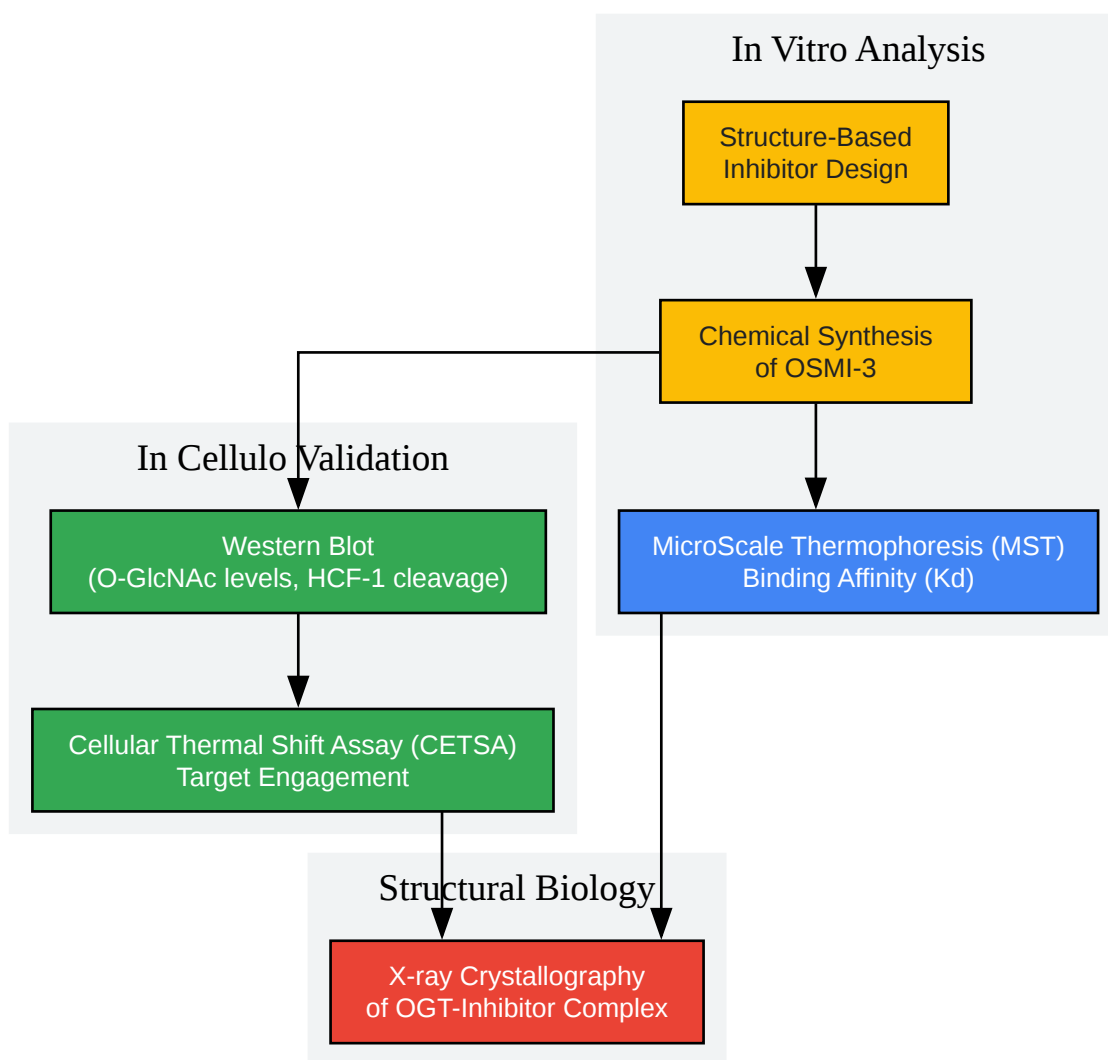 In Vitro Analysis
Structure-Based
Inhibitor Design
Chemical Synthesis
of OSMI-3
In Cellulo Validation
Western Blot
(O-GlcNAc levels, HCF-1 cleavage)
MicroScale Thermophoresis (MST)
Binding Affinity (Kd)
Cellular Thermal Shift Assay (CETSA)
Target Engagement
Structural Biology
X-ray Crystallography
of OGT-Inhibitor Complex